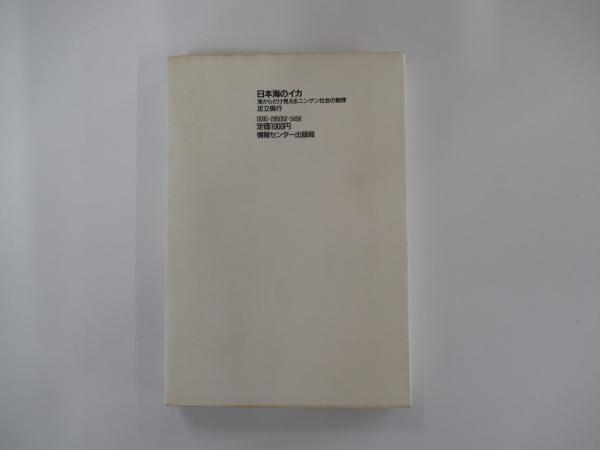 日本海のイカ
海からだけ見えるニンゲン社会の動悸
足立倫行
0095-285052-3458
定価1000円
情報センター出版局